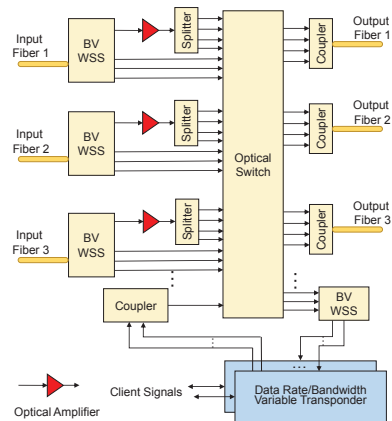 Input
Fiber 1
BV
WSS
Splitter
Coupler
Output
Fiber 1
Input
Fiber 2
BV
WSS
Splitter
Optical
Switch
Coupler
Output
Fiber 2
Input
Fiber 3
BV
WSS
Splitter
Coupler
Output
Fiber 3
Coupler
BV
WSS
Optical Amplifier
Client Signals
Data Rate/Bandwidth
Variable Transponder